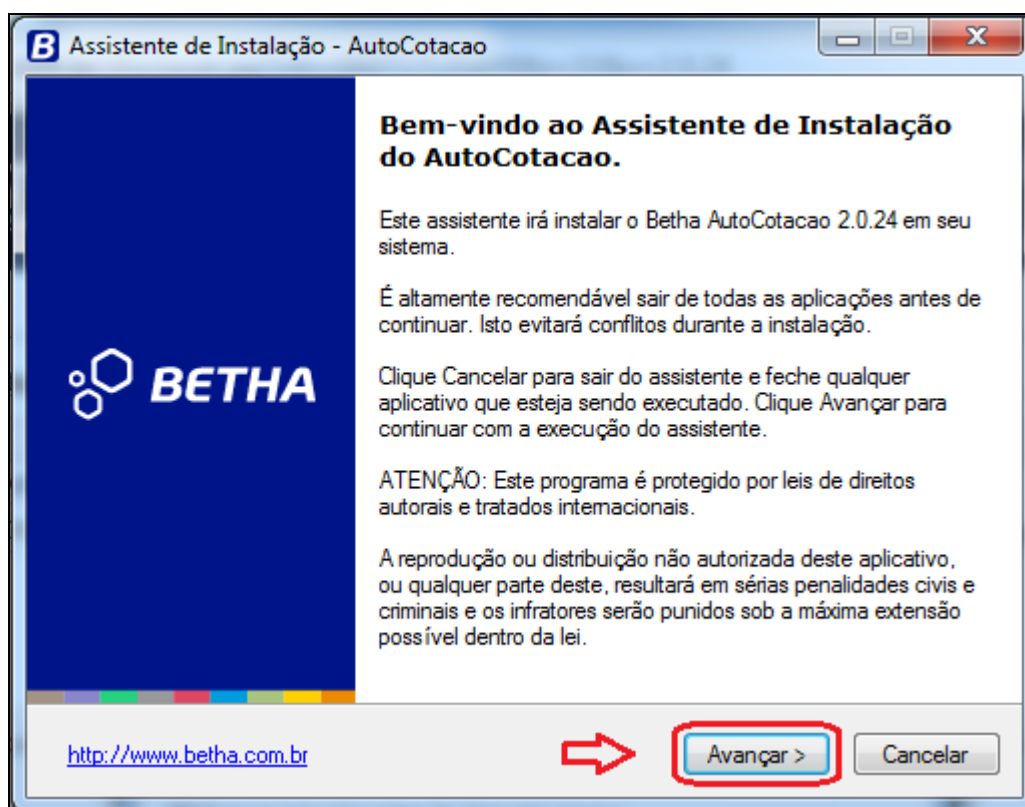 B Assistente de Instalação - AutoCotacao
Bem-vindo ao Assistente de Instalação
do AutoCotacao.
Este assistente irá instalar o Betha AutoCotacao 2.0.24 em seu
sistema.
É altamente recomendável sair de todas as aplicações antes de
continuar. Isto evitará conflitos durante a instalação.
BETHA
Clique Cancelar para sair do assistente e feche qualquer
aplicativo que esteja sendo executado. Clique Avançar para
continuar com a execução do assistente.
ATENÇÃO: Este programa é protegido por leis de direitos
autorais e tratados internacionais.
A reprodução ou distribuição não autorizada deste aplicativo,
ou qualquer parte deste, resultará em sérias penalidades civis e
criminais e os infratores serão punidos sob a máxima extensão
possível dentro da lei.
http://www.betha.com.br
Avançar >
Cancelar